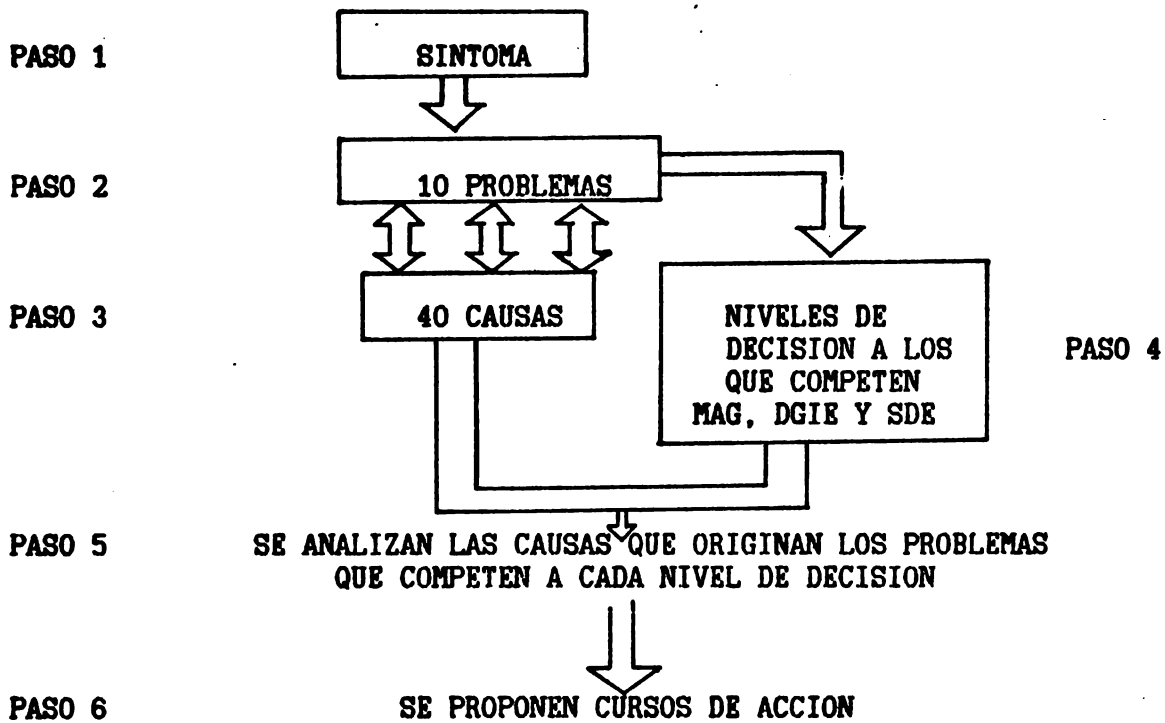 PASO 1
SINTOMA
PASO 2
10 PROBLEMAS
PASO 3
40 CAUSAS
NIVELES DE
DECISION A LOS
QUE COMPETEN
MAG, DGIE Y SDE
PASO 4
PASO 5
SE ANALIZAN LAS CAUSAS QUE ORIGINAN LOS PROBLEMAS
QUE COMPETEN A CADA NIVEL DE DECISION
PASO 6
SE PROPONEN CURSOS DE ACCION